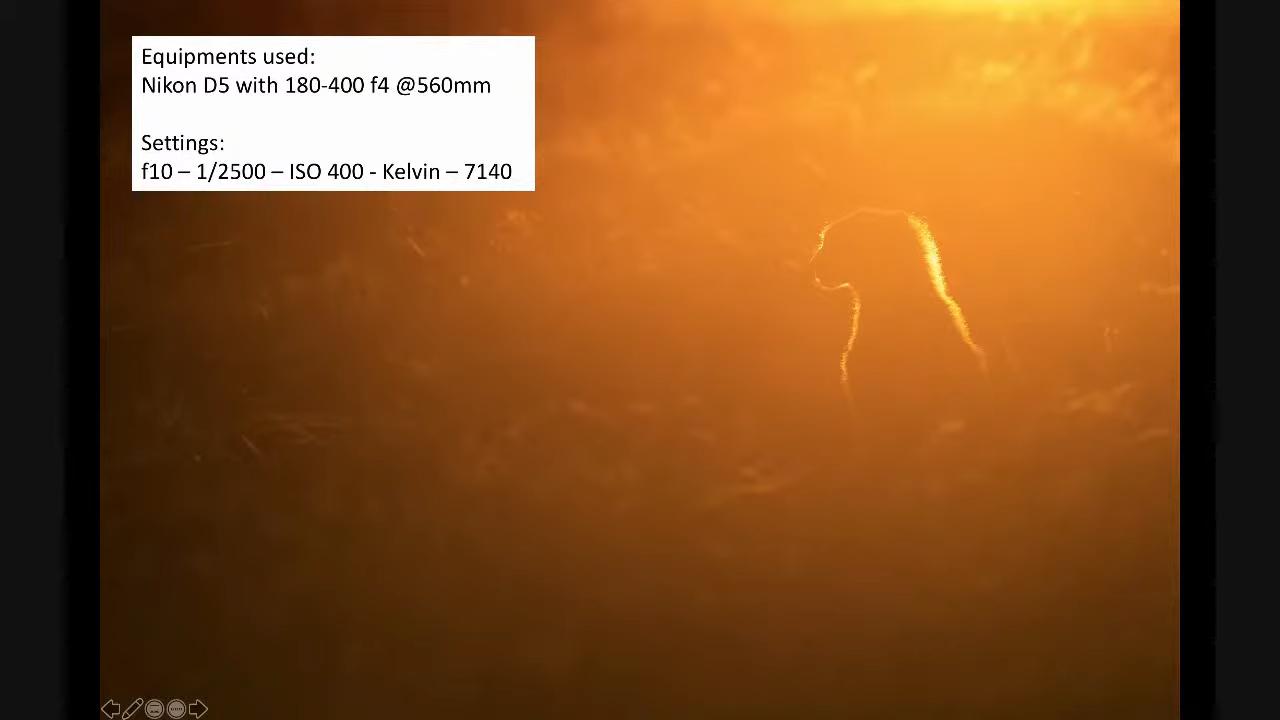 Equipments used:
Nikon D5 with 180-400 f4 @560mm
Settings:
f10 – 1/2500 – ISO 400 - Kelvin – 7140